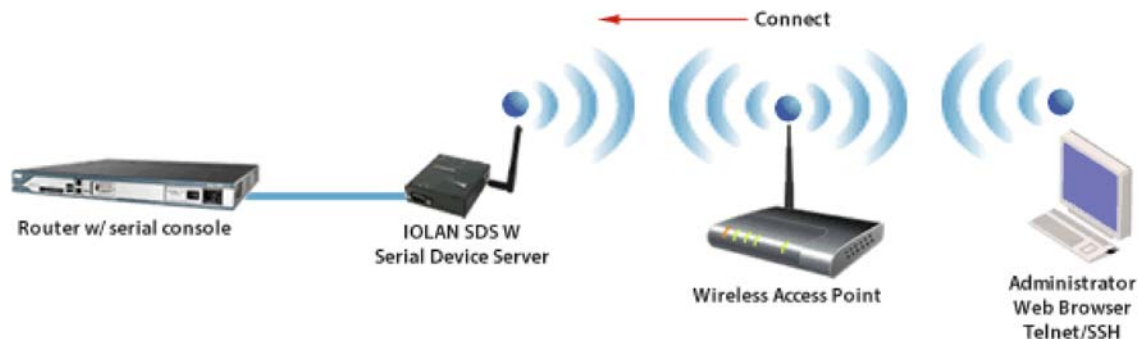 Connect
Router w/ serial console
IOLAN SDS W
Serial Device Server
Wireless Access Point
Administrator
Web Browser
Telnet/SSH